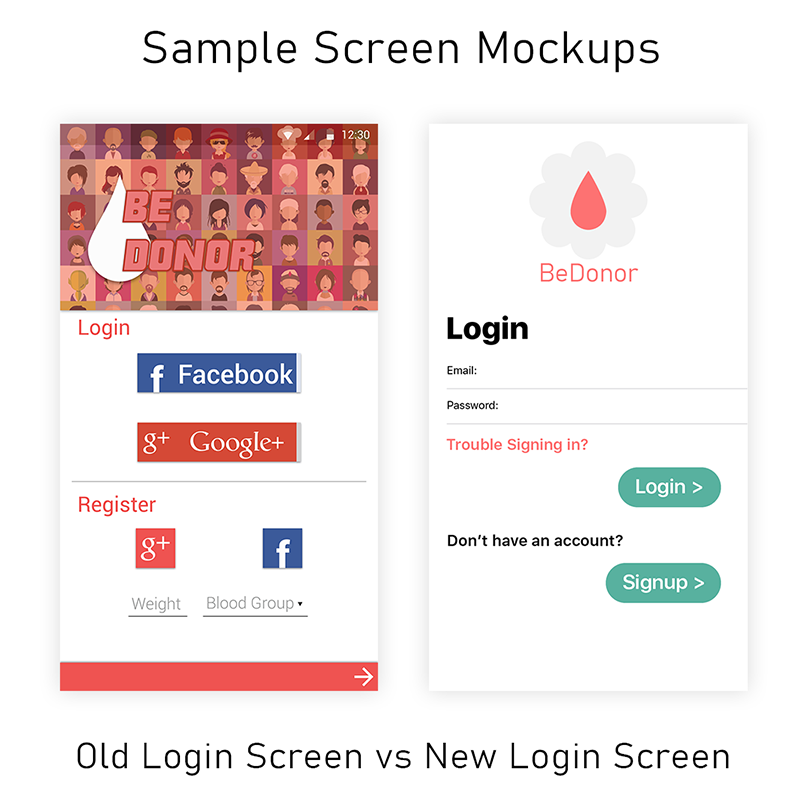 Sample Screen Mockups
12:30
BE
DONOR
Login
f Facebook
g+ Google+
Register
g+ f
Weight Blood Group
BeDonor
Login
Email:
Password:
Trouble Signing in?
Login >
Don’t have an account?
Signup >
Old Login Screen vs New Login Screen